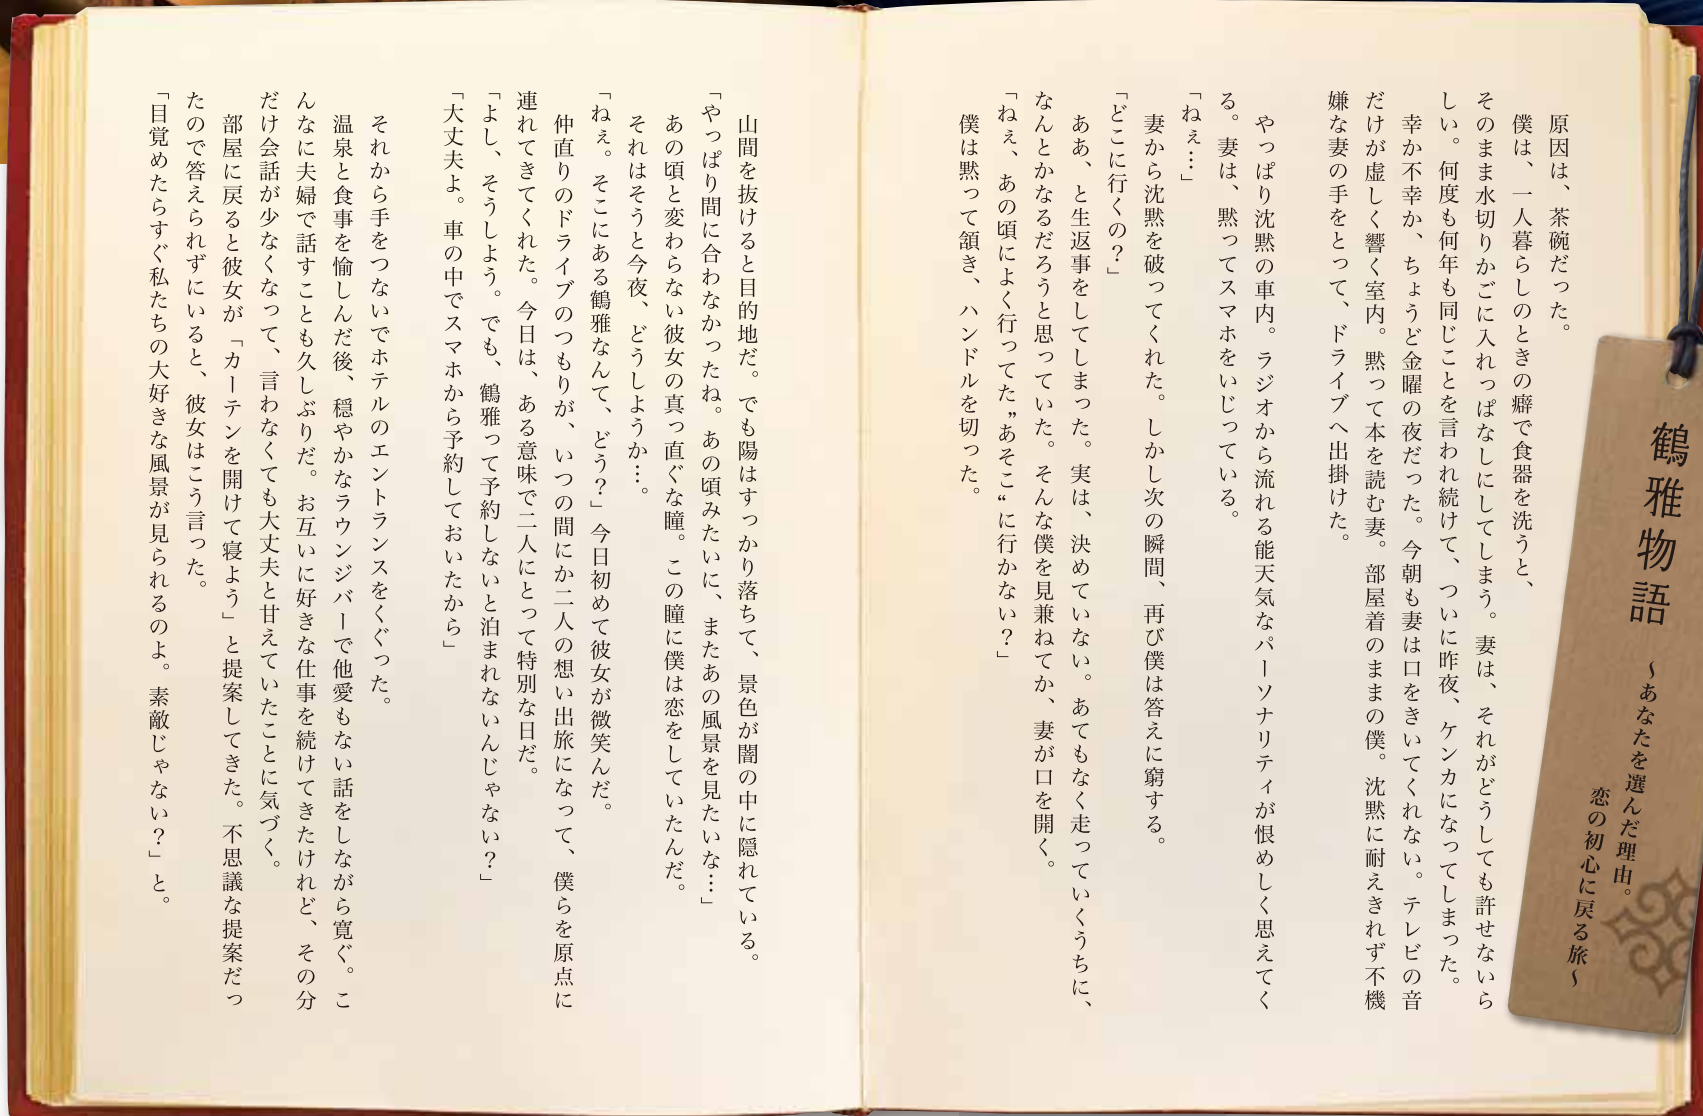 鶴雅物語
～あなたを選んだ理由。
恋の初心に戻る旅～
原因は、茶碗だった。
僕は、一人暮らしのときの癖で食器を洗うと、
そのまま水切りかごに入れっぱなしにしてしまう。妻は、それがどうしても許せないら
しい。何度も何年も同じことを言われ続けて、ついに昨夜、ケンカになってしまった。
幸か不幸か、ちょうど金曜の夜だった。今朝も妻は口をきいてくれない。テレビの音
だけが虚しく響く室内。黙って本を読む妻。部屋着のままの僕。沈黙に耐えきれず不機
嫌な妻の手をとって、ドライブへ出掛けた。
やっぱり沈黙の車内。ラジオから流れる能天気なパーソナリティが恨めしく思えてく
る。妻は、黙ってスマホをいじっている。
「ねぇ…」
妻から沈黙を破ってくれた。しかし次の瞬間、再び僕は答えに窮する。
「どこに行くの？」
ああ、と生返事をしてしまった。実は、決めていない。あてもなく走っていくうちに、
なんとかなるだろうと思っていた。そんな僕を見兼ねてか、妻が口を開く。
「ねぇ、あの頃によく行ってた”あそこ“に行かない？」
僕は黙って頷き、ハンドルを切った。
山間を抜けると目的地だ。でも陽はすっかり落ちて、景色が闇の中に隠れている。
「やっぱり間に合わなかったね。あの頃みたいに、またあの風景を見たいな…」
あの頃と変わらない彼女の真っ直ぐな瞳。この瞳に僕は恋をしていたんだ。
それはそうと今夜、どうしようか…。
「ねぇ。そこにある鶴雅なんて、どう？」今日初めて彼女が微笑んだ。
仲直りのドライブのつもりが、いつの間にか二人の想い出旅になって、僕らを原点に
連れてきてくれた。今日は、ある意味で二人にとって特別な日だ。
「よし、そうしよう。でも、鶴雅って予約しないと泊まれないんじゃない？」
「大丈夫よ。車の中でスマホから予約しておいたから」
それから手をつないでホテルのエントランスをくぐった。
温泉と食事を愉しんだ後、穏やかなラウンジバーで他愛もない話をしながら寛ぐ。こ
んなに夫婦で話すことも久しぶりだ。お互いに好きな仕事を続けてきたけれど、その分
だけ会話が少なくなって、言わなくても大丈夫と甘えていたことに気づく。
部屋に戻ると彼女が「カーテンを開けて寝よう」と提案してきた。不思議な提案だっ
たので答えられずにいると、彼女はこう言った。
「目覚めたらすぐ私たちの大好きな風景が見られるのよ。素敵じゃない？」と。